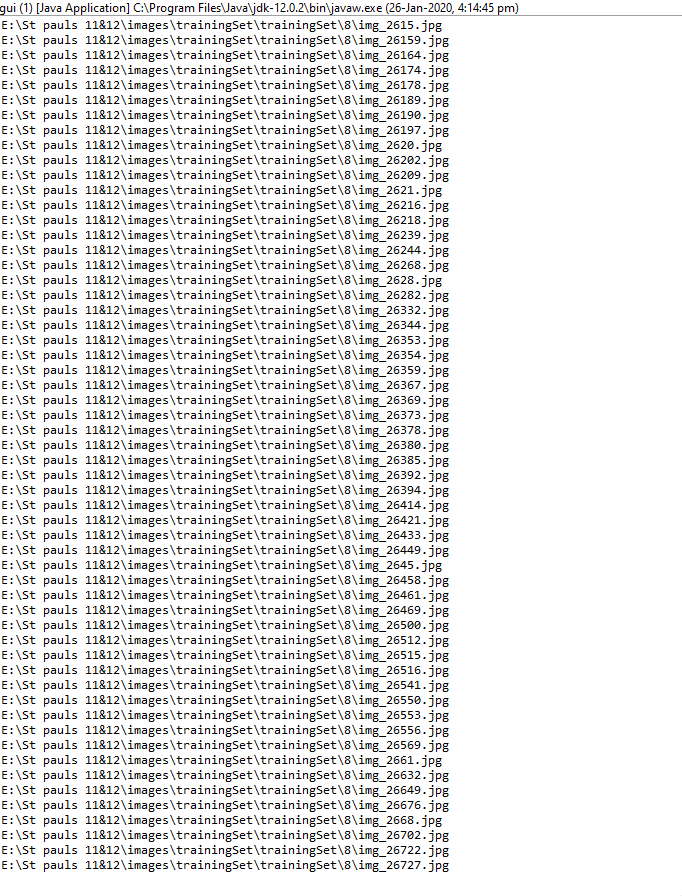 gui (1) [Java Application] C:\Program Files\Java\jdk-12.0.2\bin\javaw.exe (26-Jan-2020, 4:14:45 pm)
E:\St pauls 11&12\images\trainingSet\trainingSet\8\img_2615.jpg
E:\St pauls 11&12\images\trainingSet\trainingSet\8\img_26159.jpg
E:\St pauls 11&12\images\trainingSet\trainingSet\8\img_26164.jpg
E:\St pauls 11&12\images\trainingSet\trainingSet\8\img_26174.jpg
E:\St pauls 11&12\images\trainingSet\trainingSet\8\img_26178.jpg
E:\St pauls 11&12\images\trainingSet\trainingSet\8\img_26189.jpg
E:\St pauls 11&12\images\trainingSet\trainingSet\8\img_26190.jpg
E:\St pauls 11&12\images\trainingSet\trainingSet\8\img_26197.jpg
E:\St pauls 11&12\images\trainingSet\trainingSet\8\img_2620.jpg
E:\St pauls 11&12\images\trainingSet\trainingSet\8\img_26202.jpg
E:\St pauls 11&12\images\trainingSet\trainingSet\8\img_26209.jpg
E:\St pauls 11&12\images\trainingSet\trainingSet\8\img_2621.jpg
E:\St pauls 11&12\images\trainingSet\trainingSet\8\img_26216.jpg
E:\St pauls 11&12\images\trainingSet\trainingSet\8\img_26218.jpg
E:\St pauls 11&12\images\trainingSet\trainingSet\8\img_26239.jpg
E:\St pauls 11&12\images\trainingSet\trainingSet\8\img_26244.jpg
E:\St pauls 11&12\images\trainingSet\trainingSet\8\img_26268.jpg
E:\St pauls 11&12\images\trainingSet\trainingSet\8\img_2628.jpg
E:\St pauls 11&12\images\trainingSet\trainingSet\8\img_26282.jpg
E:\St pauls 11&12\images\trainingSet\trainingSet\8\img_26332.jpg
E:\St pauls 11&12\images\trainingSet\trainingSet\8\img_26344.jpg
E:\St pauls 11&12\images\trainingSet\trainingSet\8\img_26353.jpg
E:\St pauls 11&12\images\trainingSet\trainingSet\8\img_26354.jpg
E:\St pauls 11&12\images\trainingSet\trainingSet\8\img_26359.jpg
E:\St pauls 11&12\images\trainingSet\trainingSet\8\img_26367.jpg
E:\St pauls 11&12\images\trainingSet\trainingSet\8\img_26369.jpg
E:\St pauls 11&12\images\trainingSet\trainingSet\8\img_26373.jpg
E:\St pauls 11&12\images\trainingSet\trainingSet\8\img_26378.jpg
E:\St pauls 11&12\images\trainingSet\trainingSet\8\img_26380.jpg
E:\St pauls 11&12\images\trainingSet\trainingSet\8\img_26385.jpg
E:\St pauls 11&12\images\trainingSet\trainingSet\8\img_26392.jpg
E:\St pauls 11&12\images\trainingSet\trainingSet\8\img_26394.jpg
E:\St pauls 11&12\images\trainingSet\trainingSet\8\img_26414.jpg
E:\St pauls 11&12\images\trainingSet\trainingSet\8\img_26421.jpg
E:\St pauls 11&12\images\trainingSet\trainingSet\8\img_26433.jpg
E:\St pauls 11&12\images\trainingSet\trainingSet\8\img_26449.jpg
E:\St pauls 11&12\images\trainingSet\trainingSet\8\img_2645.jpg
E:\St pauls 11&12\images\trainingSet\trainingSet\8\img_26458.jpg
E:\St pauls 11&12\images\trainingSet\trainingSet\8\img_26461.jpg
E:\St pauls 11&12\images\trainingSet\trainingSet\8\img_26469.jpg
E:\St pauls 11&12\images\trainingSet\trainingSet\8\img_26500.jpg
E:\St pauls 11&12\images\trainingSet\trainingSet\8\img_26512.jpg
E:\St pauls 11&12\images\trainingSet\trainingSet\8\img_26515.jpg
E:\St pauls 11&12\images\trainingSet\trainingSet\8\img_26516.jpg
E:\St pauls 11&12\images\trainingSet\trainingSet\8\img_26541.jpg
E:\St pauls 11&12\images\trainingSet\trainingSet\8\img_26550.jpg
E:\St pauls 11&12\images\trainingSet\trainingSet\8\img_26553.jpg
E:\St pauls 11&12\images\trainingSet\trainingSet\8\img_26556.jpg
E:\St pauls 11&12\images\trainingSet\trainingSet\8\img_26569.jpg
E:\St pauls 11&12\images\trainingSet\trainingSet\8\img_2661.jpg
E:\St pauls 11&12\images\trainingSet\trainingSet\8\img_26632.jpg
E:\St pauls 11&12\images\trainingSet\trainingSet\8\img_26649.jpg
E:\St pauls 11&12\images\trainingSet\trainingSet\8\img_26676.jpg
E:\St pauls 11&12\images\trainingSet\trainingSet\8\img_2668.jpg
E:\St pauls 11&12\images\trainingSet\trainingSet\8\img_26702.jpg
E:\St pauls 11&12\images\trainingSet\trainingSet\8\img_26722.jpg
E:\St pauls 11&12\images\trainingSet\trainingSet\8\img_26727.jpg